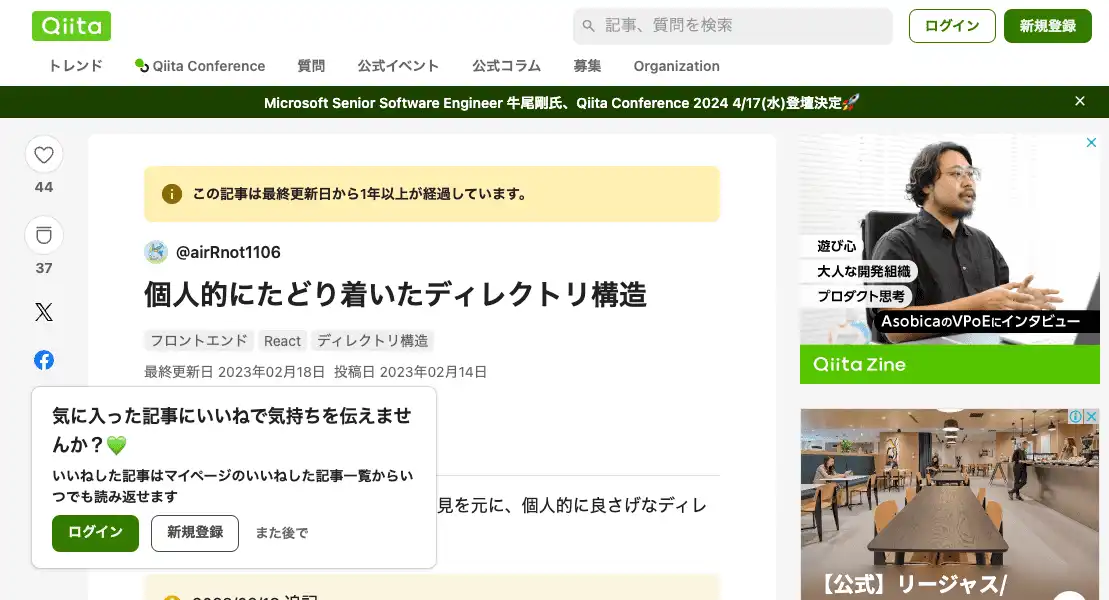 Qiita
記事、質問を検索
ログイン
新規登録
トレンド
Qiita Conference
質問
公式イベント
公式コラム
募集
Organization
Microsoft Senior Software Engineer 牛尾剛氏、Qiita Conference 2024 4/17(水)登壇決定🚀
44
37
この記事は最終更新日から1年以上が経過しています。
@airRnot1106
個人的にたどり着いたディレクトリ構造
フロントエンド React ディレクトリ構造
最終更新日 2023年02月18日 投稿日 2023年02月14日
気に入った記事にいいねで気持ちを伝えませ
んか？💚
いいねした記事はマイページのいいねした記事一覧からい
つでも読み返せます
ログイン
新規登録
また後で
見を元に、個人的に良さげなディレ
遊び心
大人な開発組織
プロダクト思考
AsobicaのVPoEにインタビュー
Qiita Zine
【公式】リージャス/